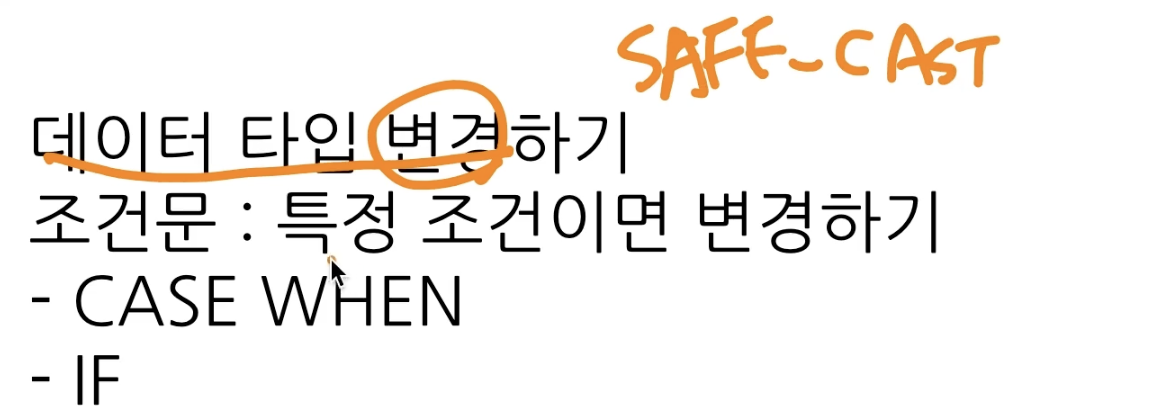 SAFE_CAST
데이터 타입 변경하기
조건문 : 특정 조건이면 변경하기
- CASE WHEN
- IF